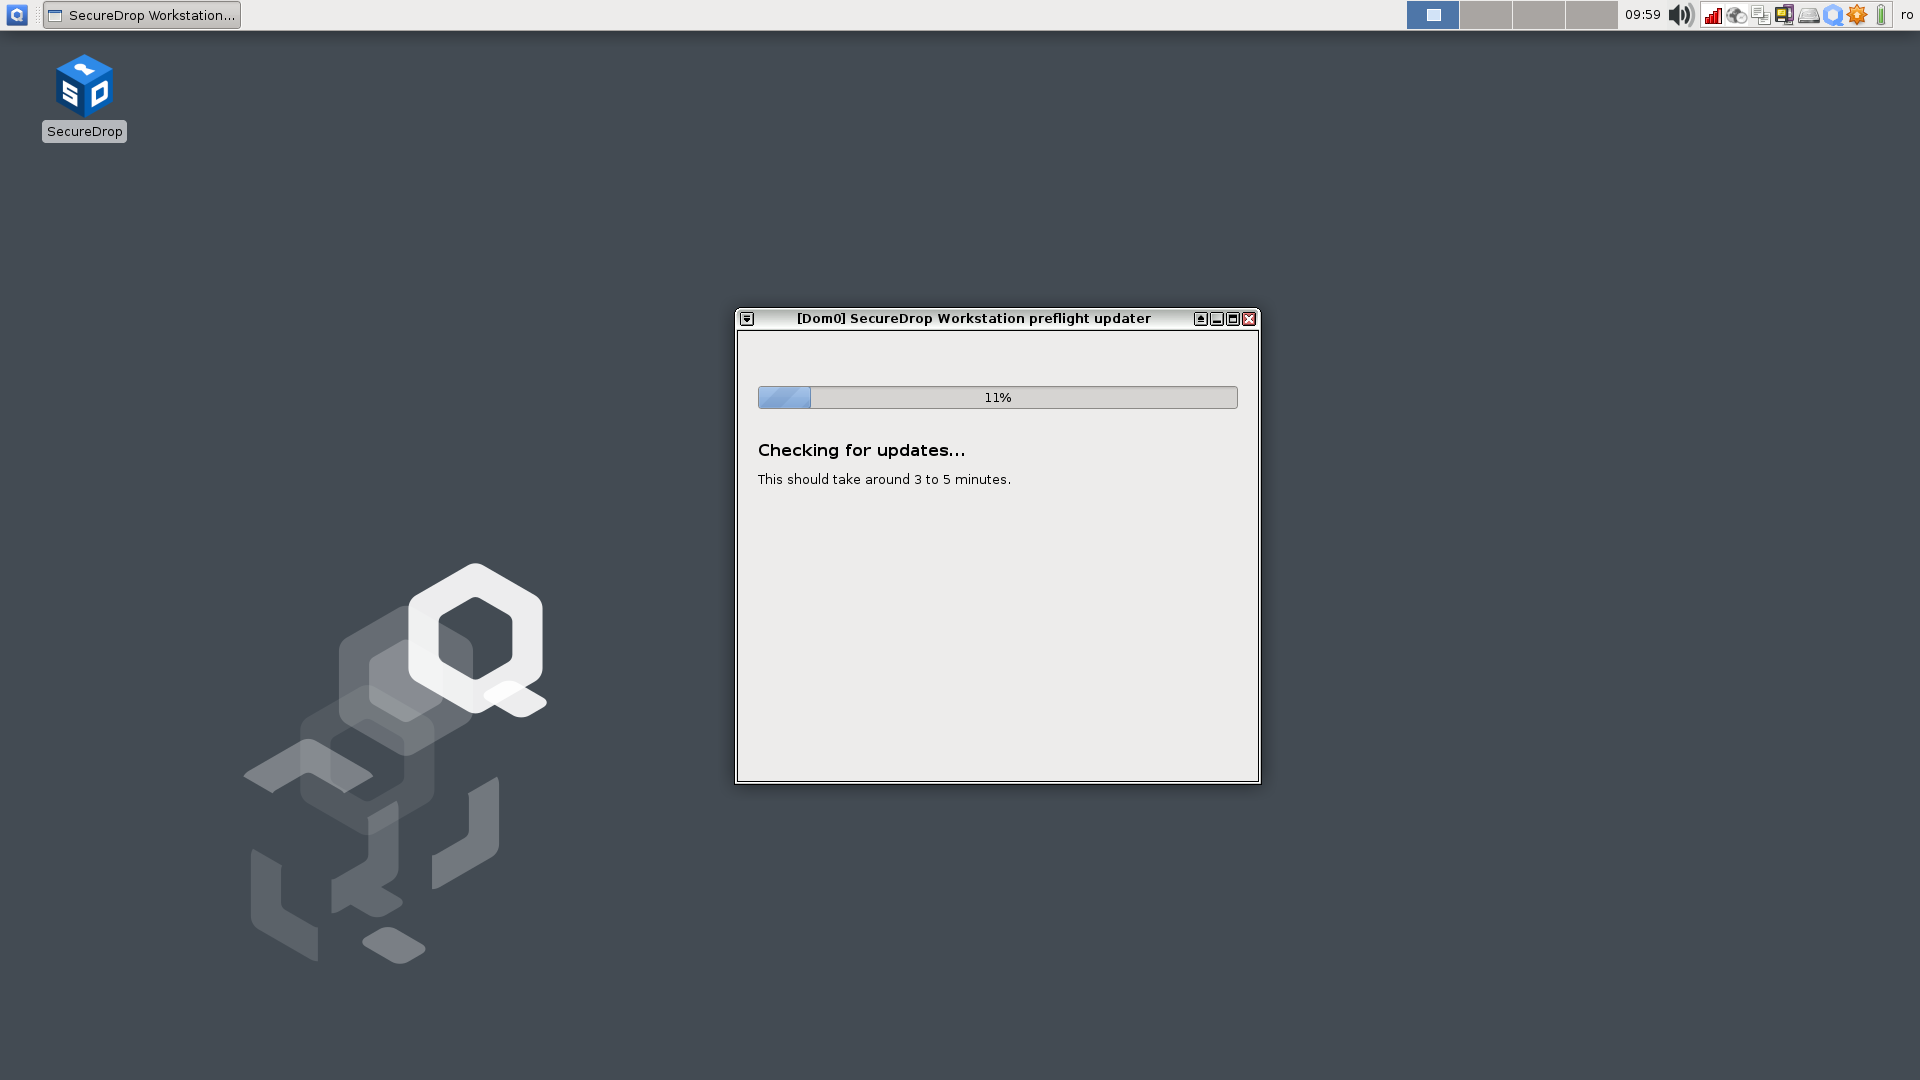 SecureDrop Workstation...
09:59
ro
SD
SecureDrop
[Dom0] SecureDrop Workstation preflight updater
11%
Checking for updates...
This should take around 3 to 5 minutes.